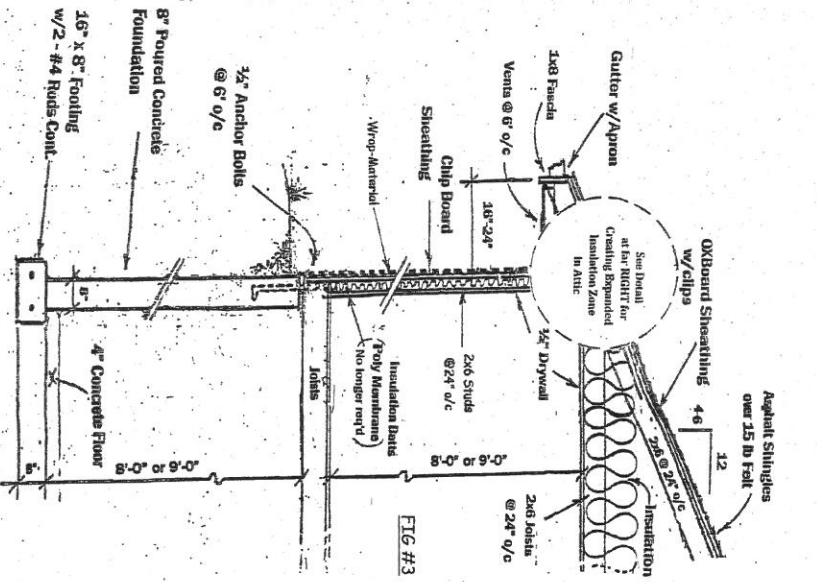 Asphalt Shingles
over 15 lb Felt
12
4-6
OXBoard Sheathing
w/clips
2x6 @ 24" o/c
Insulation
Gutter w/Apron
1x8 Fascia
Vents @ 6' o/c
See Detail
at far RIGHT for
Creating Expanded
Insulation Zone
in Attic
2x6 Joists
@ 24" o/c
16"-24"
½" Drywall
Chip Board
Sheathing
2x6 Studs
@24" o/c
8'-0" or 9'-0"
Wrap-Material
Insulation Batts
(Poly Membrane
No longer req'd)
FIG #3
½" Anchor Bolts
@ 6' o/c
Joists
8" Poured Concrete
Foundation
8'-0" or 9'-0"
8"
4" Concrete Floor
16" x 8" Footing
w/2 - #4 Rods Cont.
8"